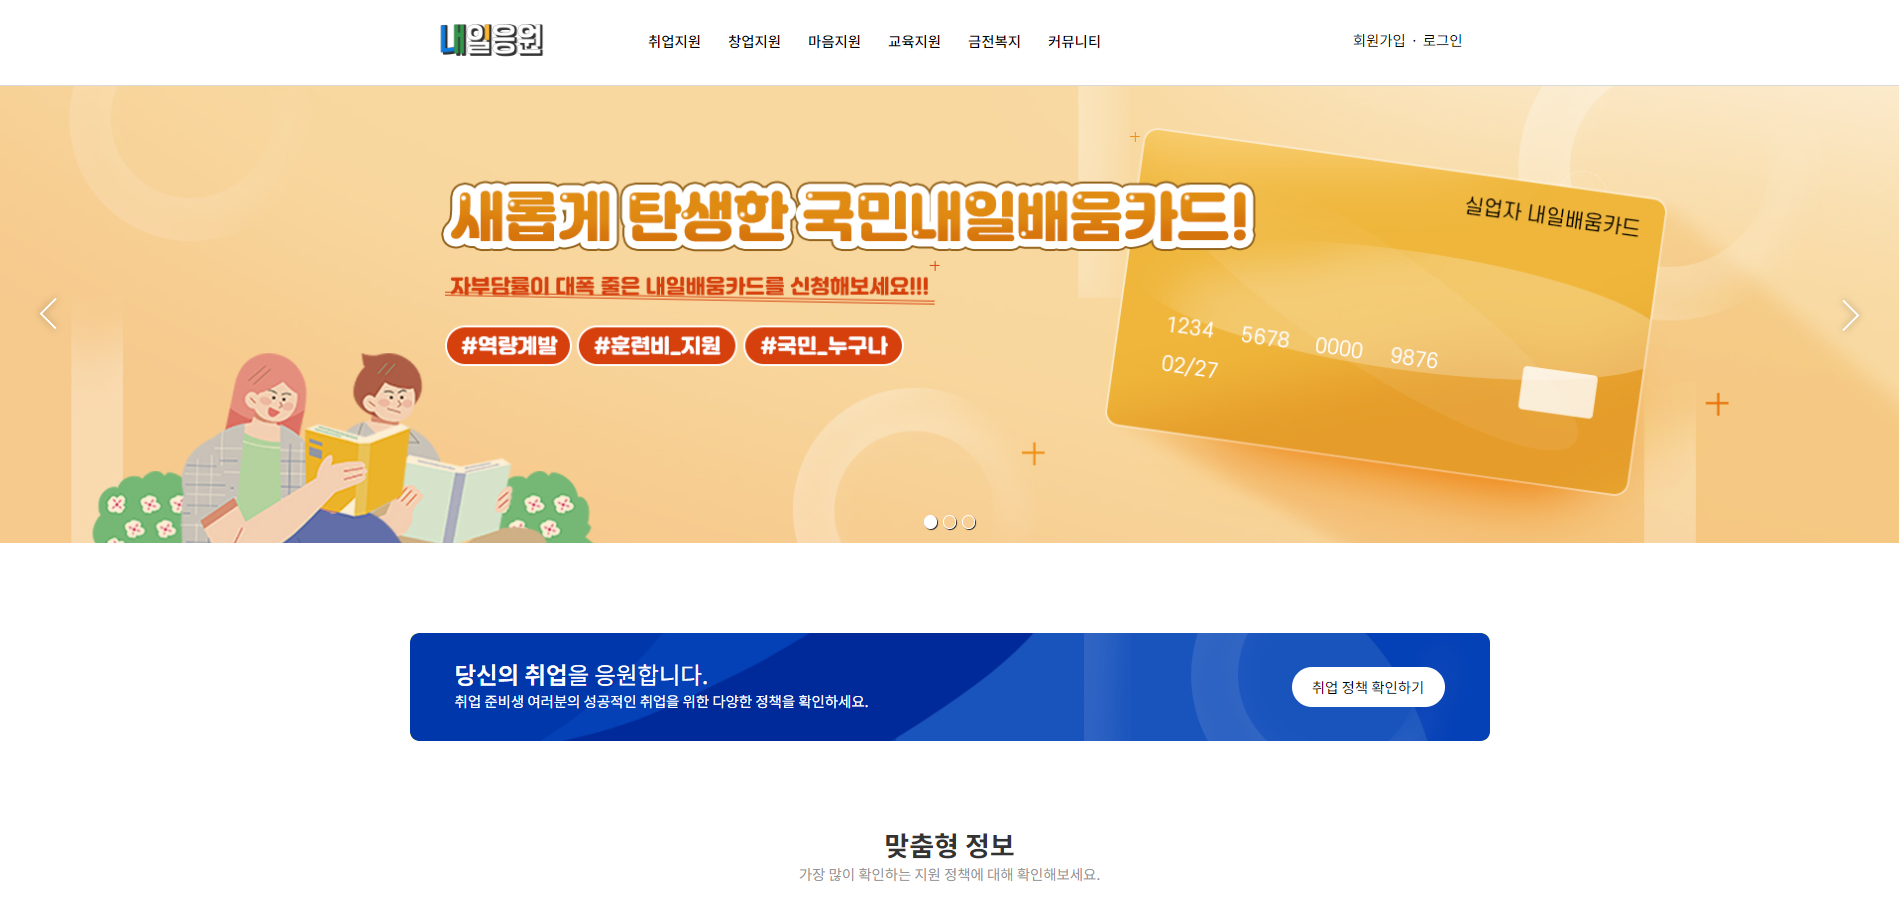 내일응원
취업지원 창업지원 마음지원 교육지원 금전복지 커뮤니티
회원가입 · 로그인
새롭게 탄생한 국민내일배움카드!
자부담률이 대폭 줄은 내일배움카드를 신청해보세요!!!
#역량계발 #훈련비_지원 #국민_누구나
실업자 내일배움카드
1234 5678 0000 9876
02/27
당신의 취업을 응원합니다.
취업 준비생 여러분의 성공적인 취업을 위한 다양한 정책을 확인하세요.
취업 정책 확인하기
맞춤형 정보
가장 많이 확인하는 지원 정책에 대해 확인해보세요.